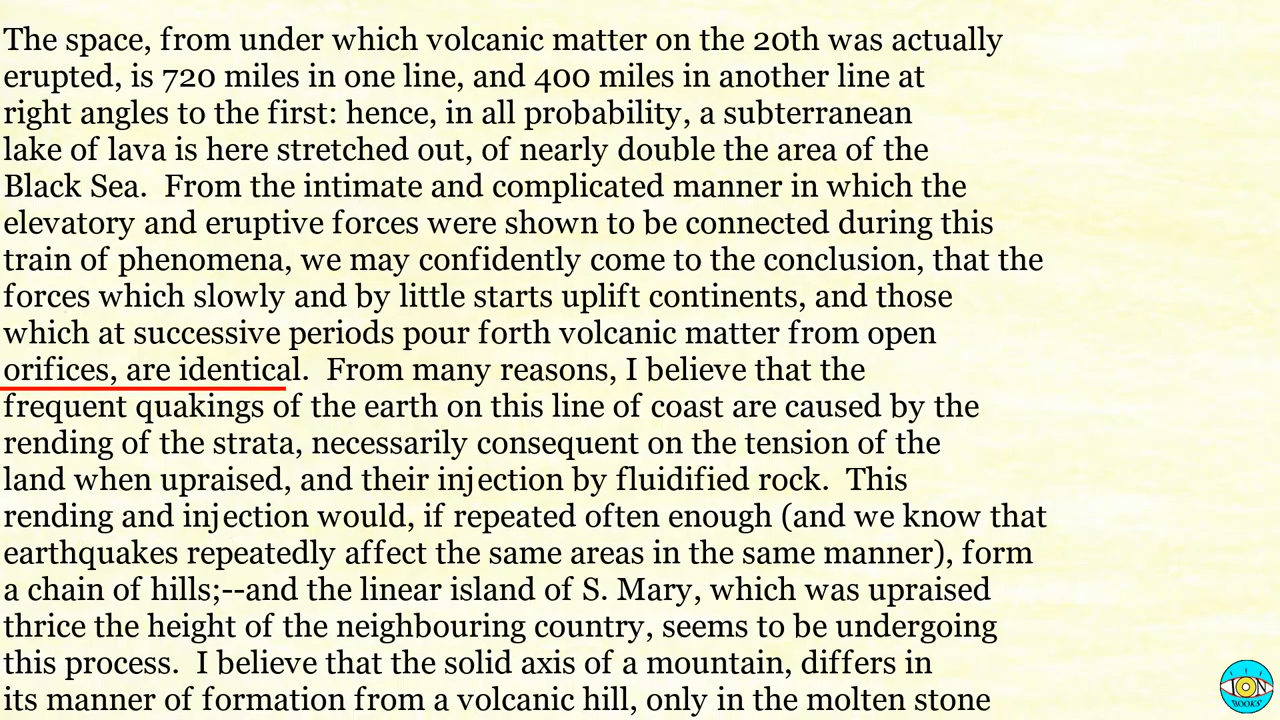 The space, from under which volcanic matter on the 20th was actually
erupted, is 720 miles in one line, and 400 miles in another line at
right angles to the first: hence, in all probability, a subterranean
lake of lava is here stretched out, of nearly double the area of the
Black Sea.  From the intimate and complicated manner in which the
elevatory and eruptive forces were shown to be connected during this
train of phenomena, we may confidently come to the conclusion, that the
forces which slowly and by little starts uplift continents, and those
which at successive periods pour forth volcanic matter from open
orifices, are identical.  From many reasons, I believe that the
frequent quakings of the earth on this line of coast are caused by the
rending of the strata, necessarily consequent on the tension of the
land when upraised, and their injection by fluidified rock.  This
rending and injection would, if repeated often enough (and we know that
earthquakes repeatedly affect the same areas in the same manner), form
a chain of hills;--and the linear island of S. Mary, which was upraised
thrice the height of the neighbouring country, seems to be undergoing
this process.  I believe that the solid axis of a mountain, differs in
its manner of formation from a volcanic hill, only in the molten stone
ION
BOOKS